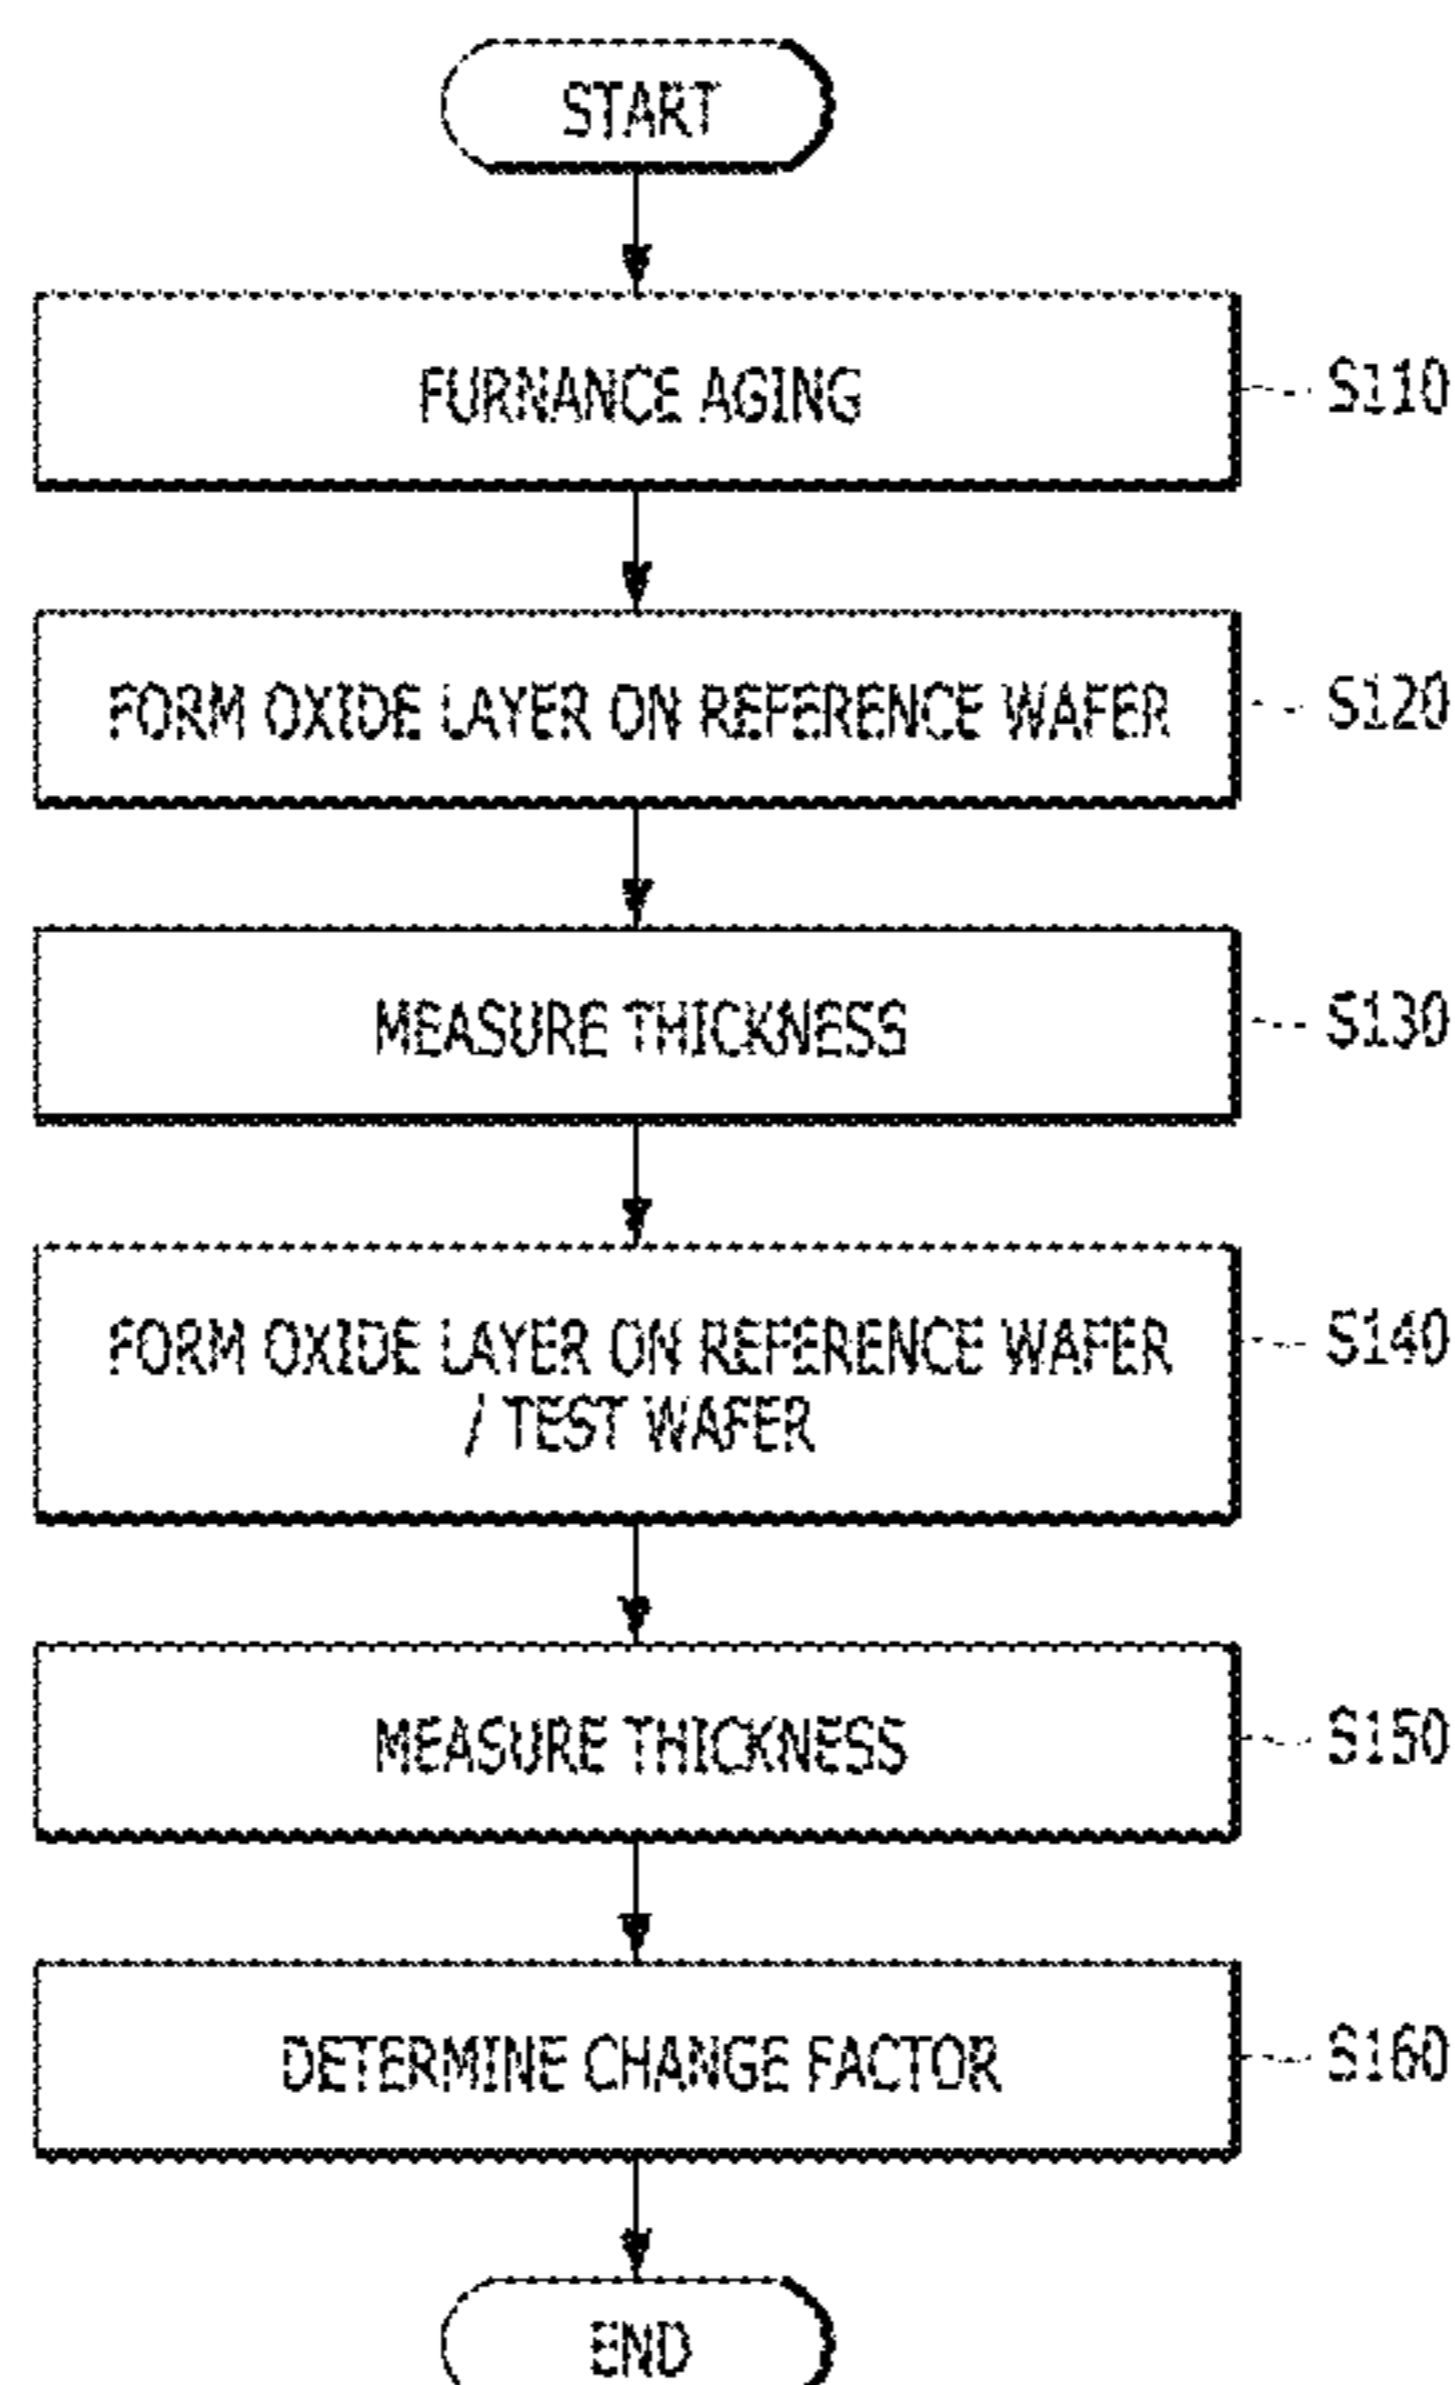 START
FURNANCE AGING
S110
FORM OXIDE LAYER ON REFERENCE WAFER
S120
MEASURE THICKNESS
S130
FORM OXIDE LAYER ON REFERENCE WAFER
/ TEST WAFER
S140
MEASURE THICKNESS
S150
DETERMINE CHANGE FACTOR
S160
END